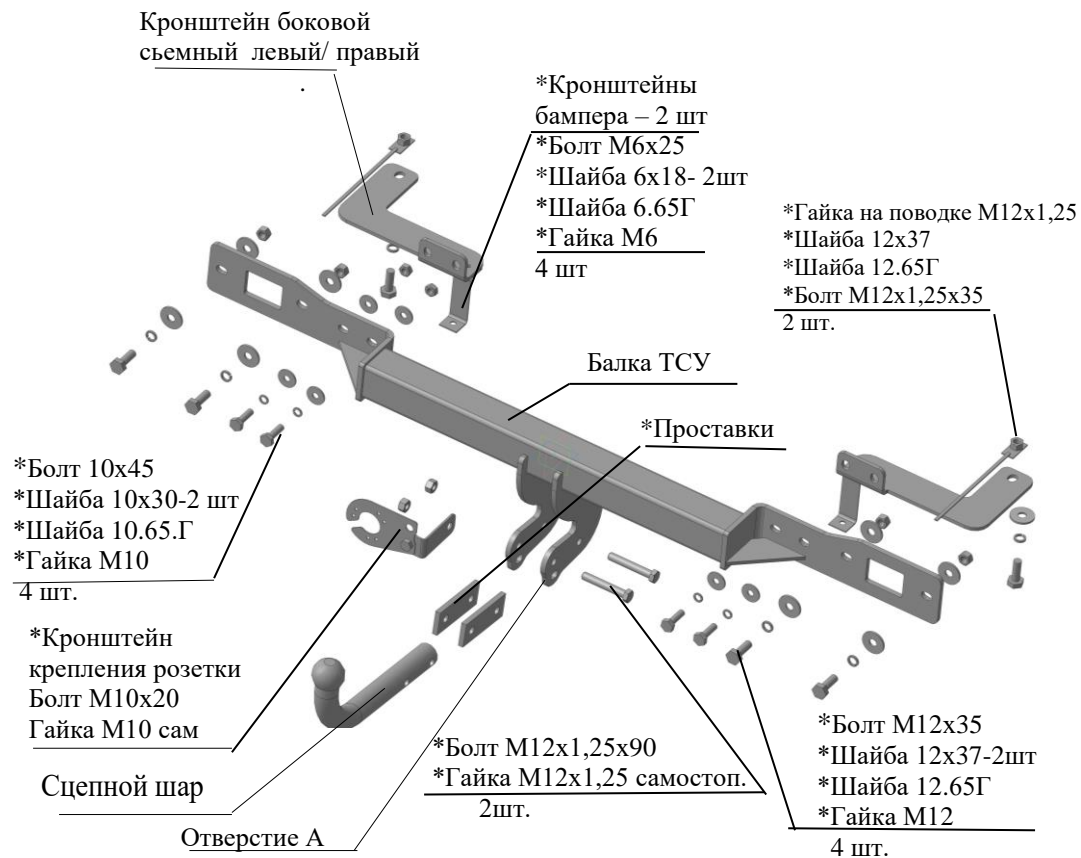 Кронштейн боковой
сьемный левый/ правый
.
*Кронштейны
бампера – 2 шт
*Болт М6х25
*Шайба 6х18- 2шт
*Шайба 6.65Г
*Гайка М6
4 шт
*Гайка на поводке М12х1,25
*Шайба 12х37
*Шайба 12.65Г
*Болт М12х1,25х35
2 шт.
Балка ТСУ
*Проставки
*Болт 10х45
*Шайба 10х30-2 шт
*Шайба 10.65.Г
*Гайка М10
4 шт.
*Кронштейн
крепления розетки
Болт М10х20
Гайка М10 сам
Сцепной шар
Отверстие А
*Болт М12х1,25х90
*Гайка М12х1,25 самостоп.
2шт.
*Болт М12х35
*Шайба 12х37-2шт
*Шайба 12.65Г
*Гайка М12
4 шт.